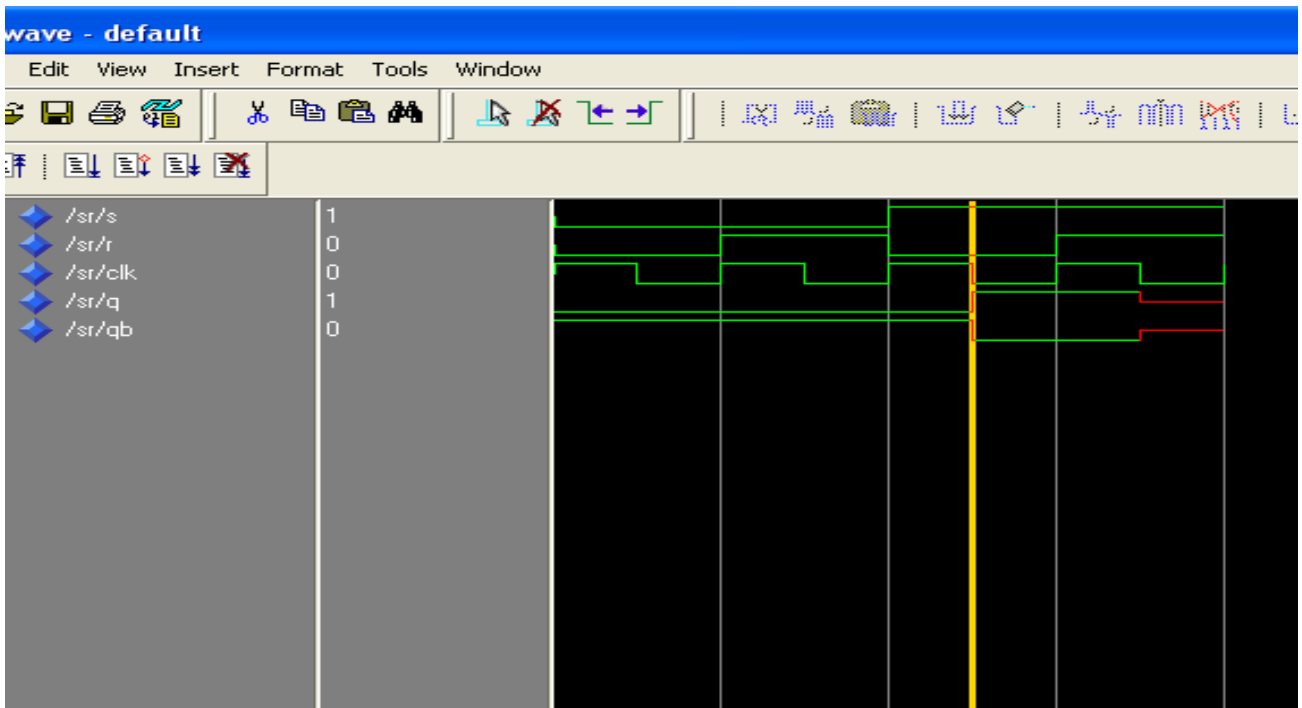 wave - default
Edit View Insert Format Tools Window
/sr/s 1
/sr/r 0
/sr/clk 0
/sr/q 1
/sr/qb 0